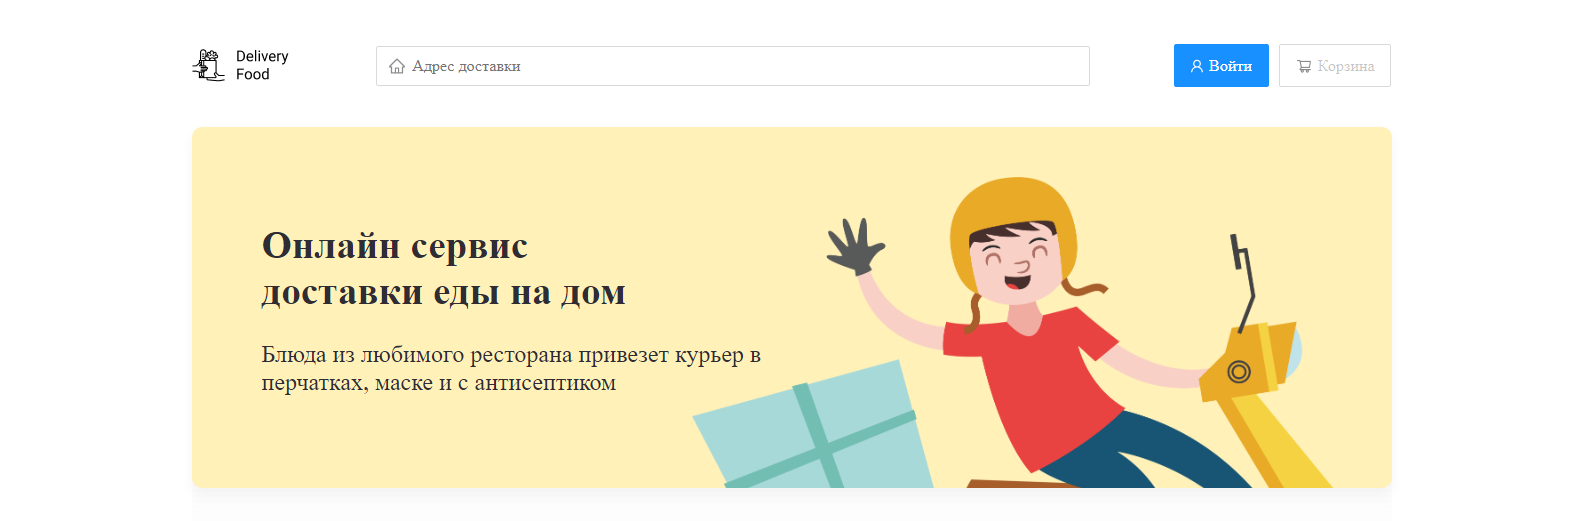 Delivery
Food
Адрес доставки
Войти
Корзина
Онлайн сервис
доставки еды на дом
Блюда из любимого ресторана привезет курьер в
перчатках, маске и с антисептиком